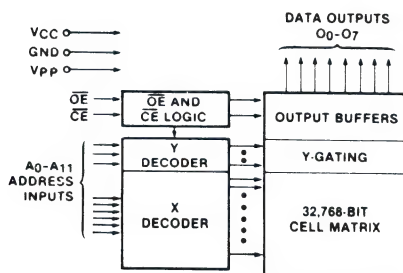 DATA OUTPUTS
O0-O7
VCC
GND
Vpp
OE
CE
OE AND
CE LOGIC
OUTPUT BUFFERS
Y
DECODER
Y-GATING
A0-A11
ADDRESS
INPUTS
X
DECODER
32,768-BIT
CELL MATRIX